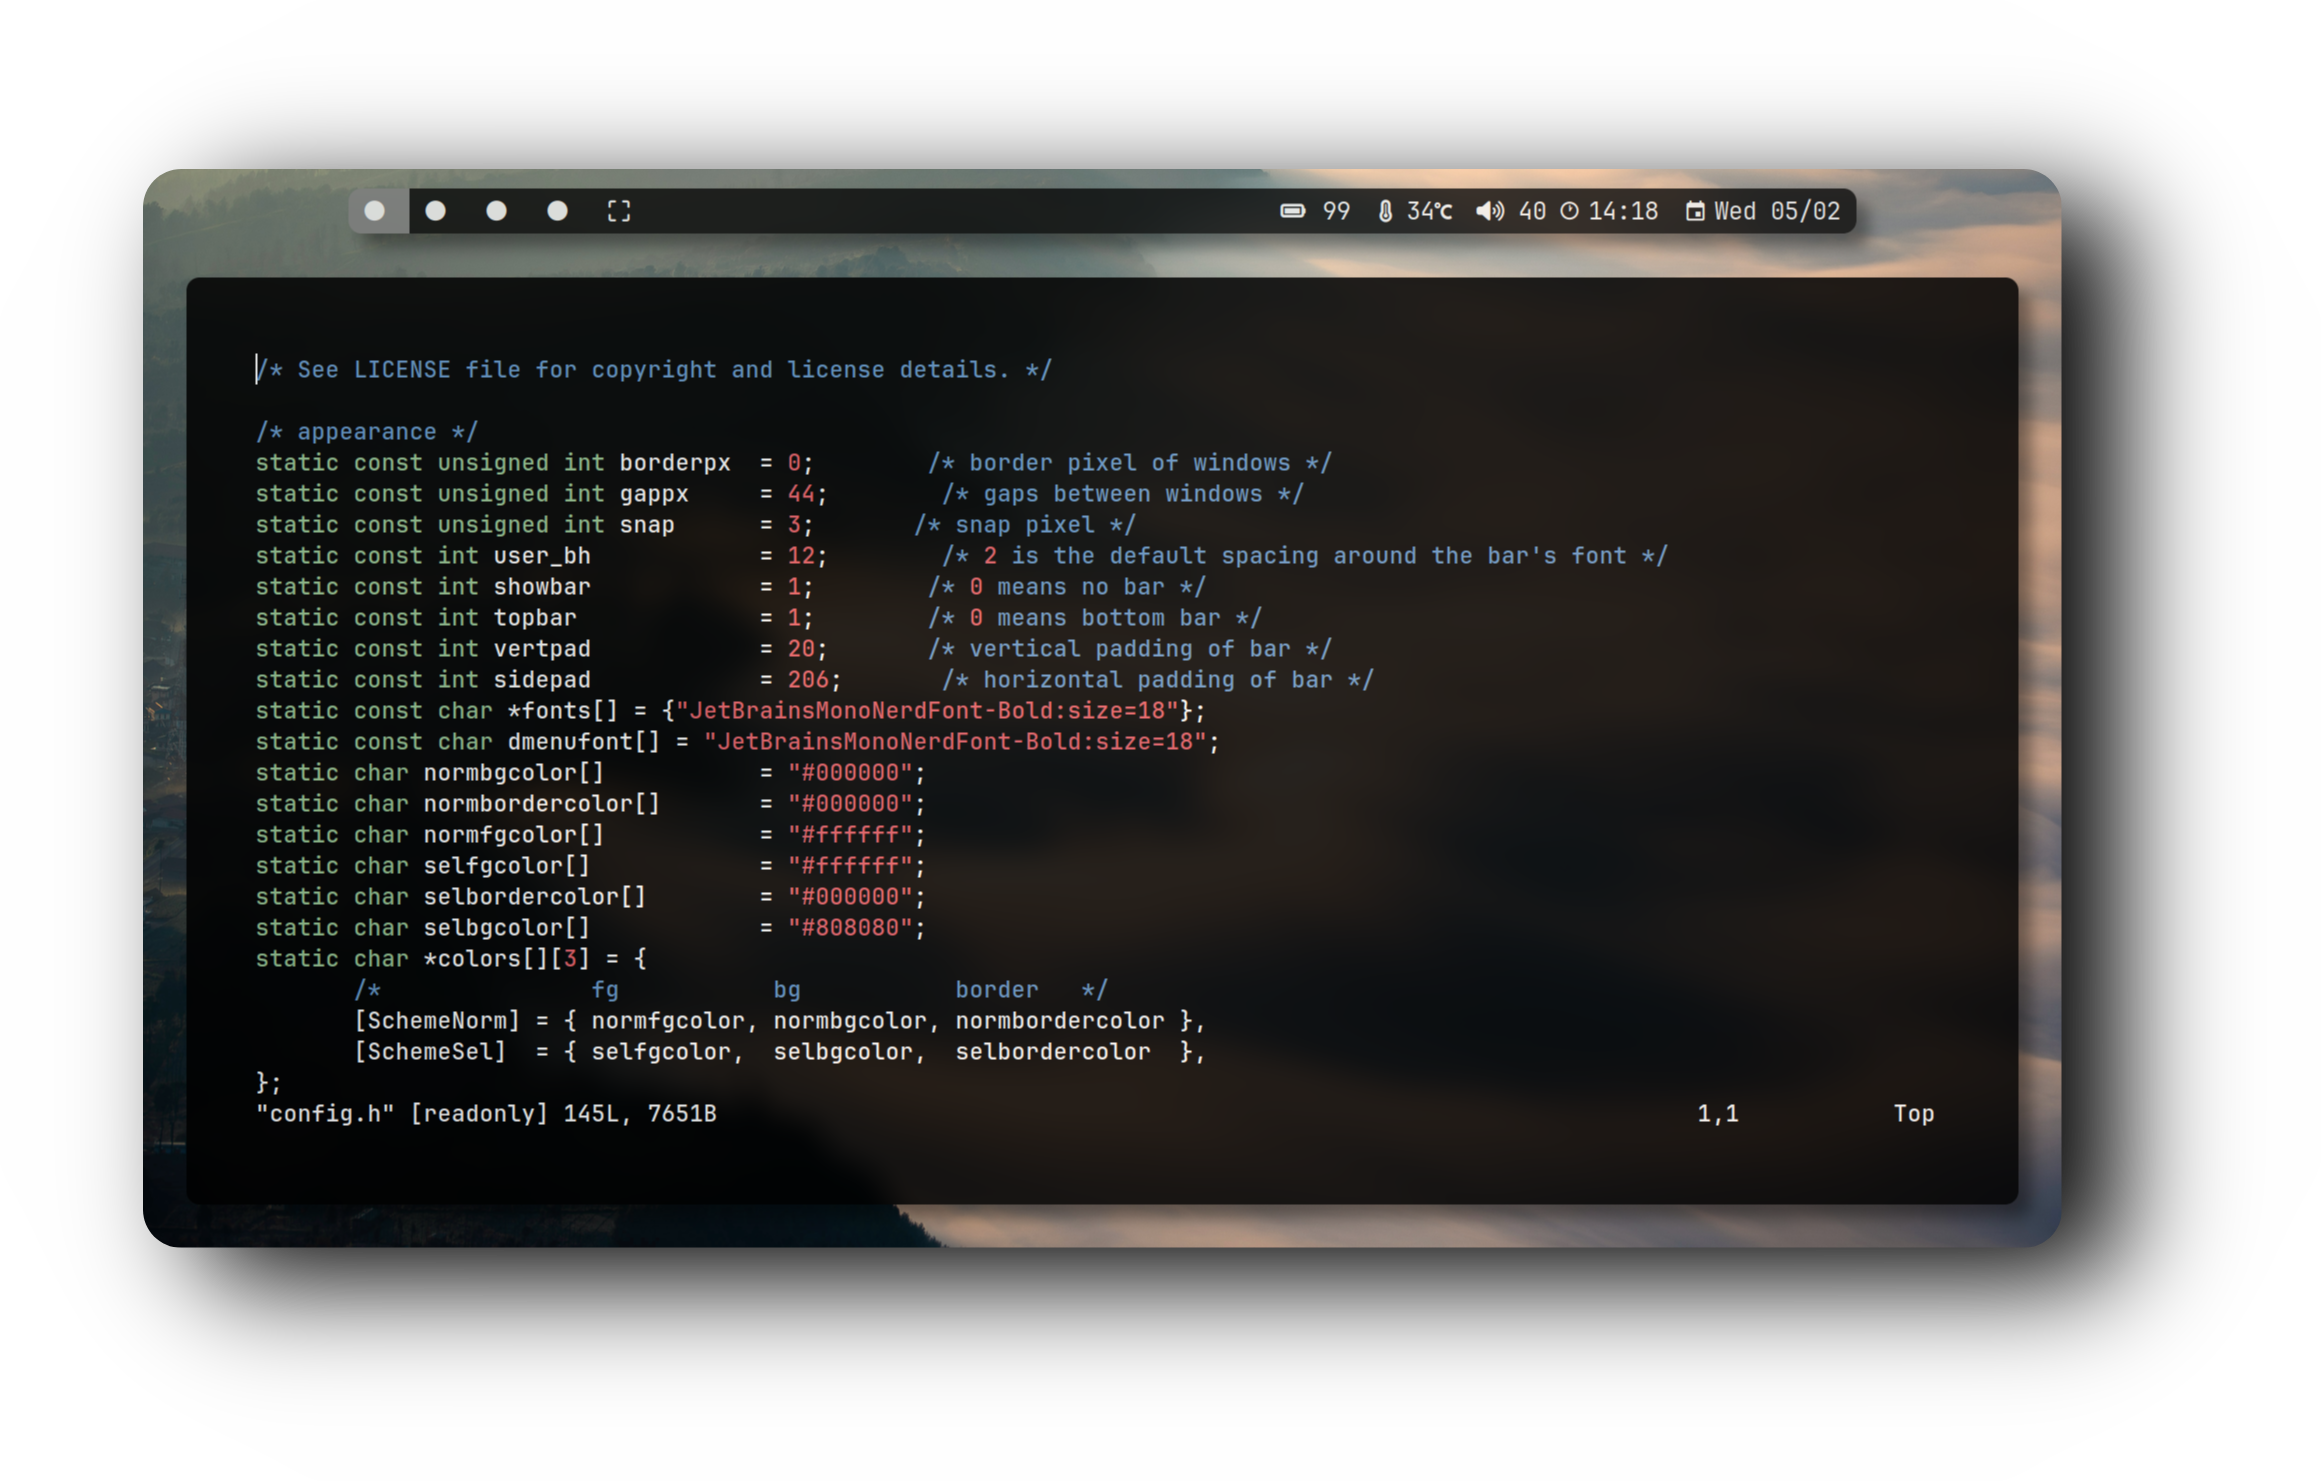 99 34℃ 40 14:18 Wed 05/02
/* See LICENSE file for copyright and license details. */
/* appearance */
static const unsigned int borderpx  = 0;        /* border pixel of windows */
static const unsigned int gappx     = 44;        /* gaps between windows */
static const unsigned int snap      = 3;       /* snap pixel */
static const int user_bh            = 12;        /* 2 is the default spacing around the bar's font */
static const int showbar            = 1;        /* 0 means no bar */
static const int topbar             = 1;        /* 0 means bottom bar */
static const int vertpad            = 20;       /* vertical padding of bar */
static const int sidepad            = 206;       /* horizontal padding of bar */
static const char *fonts[] = {"JetBrainsMonoNerdFont-Bold:size=18"};
static const char dmenufont[] = "JetBrainsMonoNerdFont-Bold:size=18";
static char normbgcolor[]           = "#000000";
static char normbordercolor[]       = "#000000";
static char normfgcolor[]           = "#ffffff";
static char selfgcolor[]            = "#ffffff";
static char selbordercolor[]        = "#000000";
static char selbgcolor[]            = "#808080";
static char *colors[][3] = {
       /*               fg           bg           border   */
       [SchemeNorm] = { normfgcolor, normbgcolor, normbordercolor },
       [SchemeSel]  = { selfgcolor,  selbgcolor,  selbordercolor  },
};
"config.h" [readonly] 145L, 7651B 1,1 Top